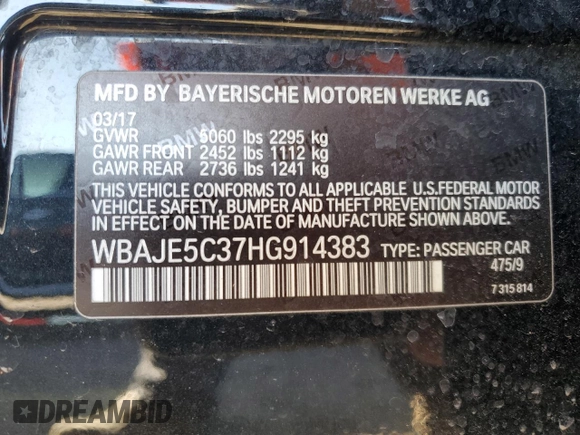 MFD BY BAYERISCHE MOTOREN WERKE AG
03/17
GVWR 5060 lbs 2295 kg
GAWR FRONT 2452 lbs 1112 kg
GAWR REAR 2736 lbs 1241 kg
THIS VEHICLE CONFORMS TO ALL APPLICABLE U.S.FEDERAL MOTOR
VEHICLE SAFETY, BUMPER AND THEFT PREVENTION STANDARDS
IN EFFECT ON THE DATE OF MANUFACTURE SHOWN ABOVE.
WBAJE5C37HG914383 TYPE: PASSENGER CAR
475/9
7 315 814
DREAMBID